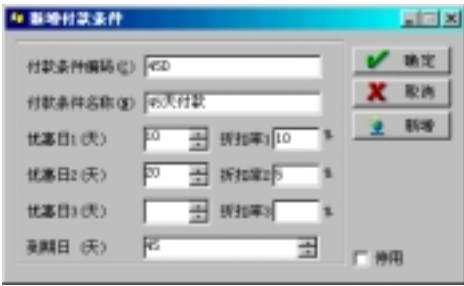 新增付款条件
付款条件编码(C) 45D
付款条件名称(N) 45天付款
优惠日1(天) 10 折扣率1 10 %
优惠日2(天) 20 折扣率2 5 %
优惠日3(天) 折扣率3 %
到期日 (天) 45
确定
取消
新增
停用